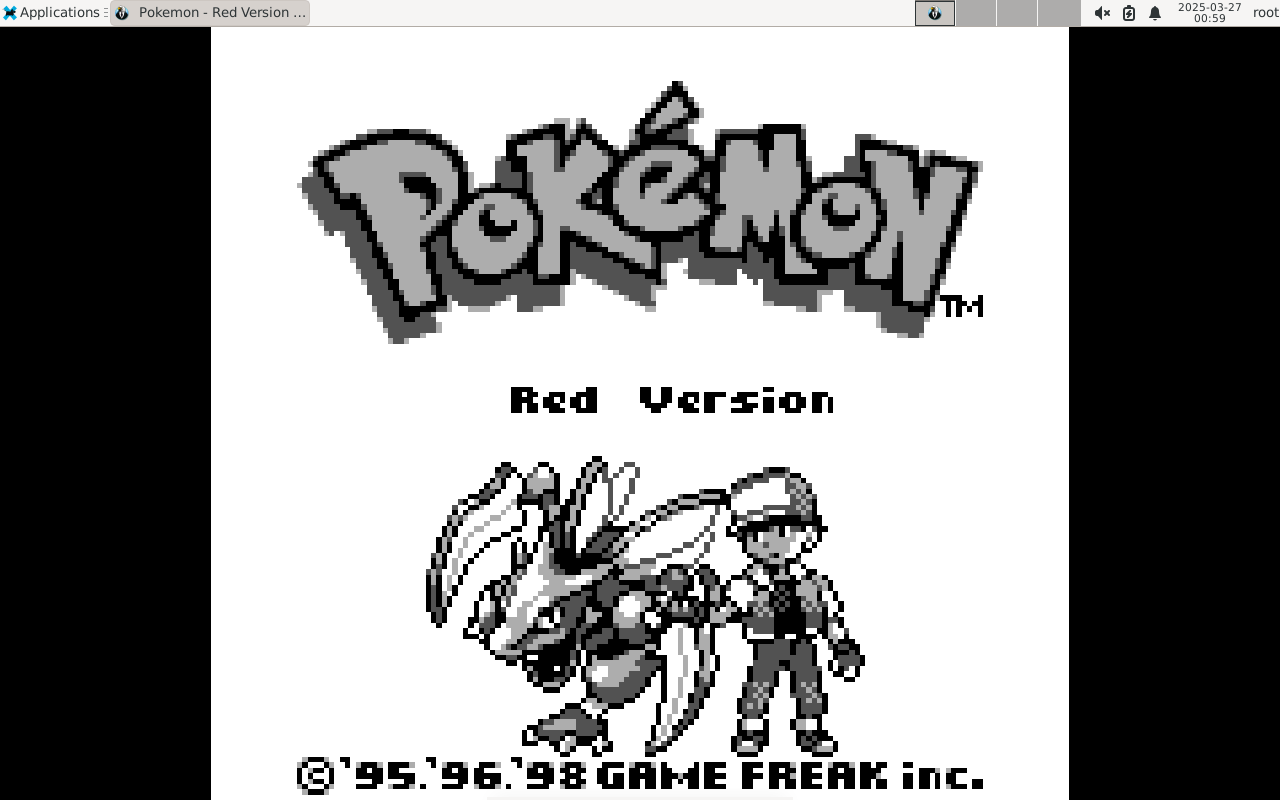 Applications
Pokemon - Red Version ...
2025-03-27
00:59
root
POKéMON
TM
Red Version
©'95.'96.'98 GAME FREAK inc.